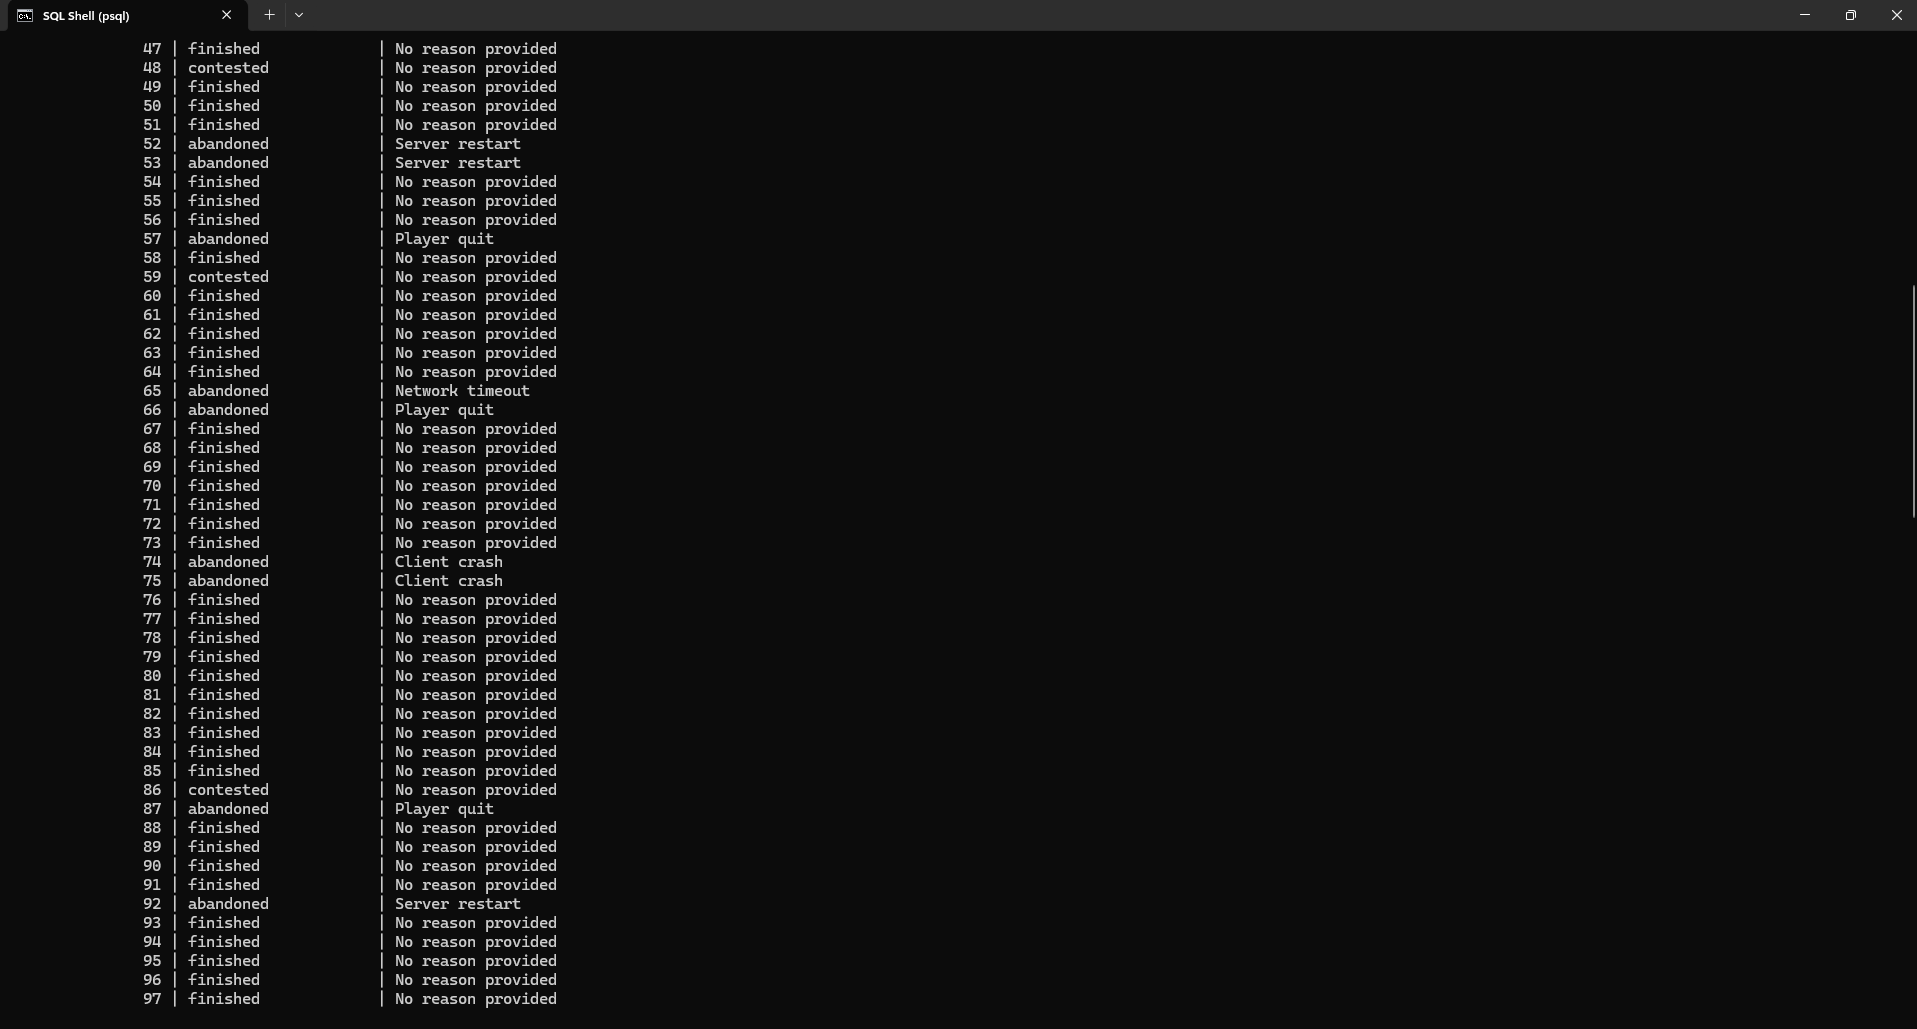 SQL Shell (psql)
47 | finished | No reason provided
48 | contested | No reason provided
49 | finished | No reason provided
50 | finished | No reason provided
51 | finished | No reason provided
52 | abandoned | Server restart
53 | abandoned | Server restart
54 | finished | No reason provided
55 | finished | No reason provided
56 | finished | No reason provided
57 | abandoned | Player quit
58 | finished | No reason provided
59 | contested | No reason provided
60 | finished | No reason provided
61 | finished | No reason provided
62 | finished | No reason provided
63 | finished | No reason provided
64 | finished | No reason provided
65 | abandoned | Network timeout
66 | abandoned | Player quit
67 | finished | No reason provided
68 | finished | No reason provided
69 | finished | No reason provided
70 | finished | No reason provided
71 | finished | No reason provided
72 | finished | No reason provided
73 | finished | No reason provided
74 | abandoned | Client crash
75 | abandoned | Client crash
76 | finished | No reason provided
77 | finished | No reason provided
78 | finished | No reason provided
79 | finished | No reason provided
80 | finished | No reason provided
81 | finished | No reason provided
82 | finished | No reason provided
83 | finished | No reason provided
84 | finished | No reason provided
85 | finished | No reason provided
86 | contested | No reason provided
87 | abandoned | Player quit
88 | finished | No reason provided
89 | finished | No reason provided
90 | finished | No reason provided
91 | finished | No reason provided
92 | abandoned | Server restart
93 | finished | No reason provided
94 | finished | No reason provided
95 | finished | No reason provided
96 | finished | No reason provided
97 | finished | No reason provided